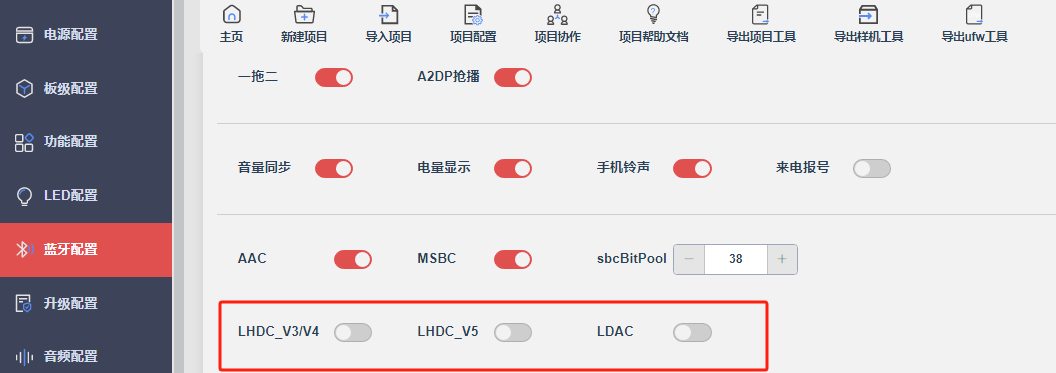 主页 新建项目 导入项目 项目配置 项目协作 项目帮助文档 导出项目工具 导出样机工具 导出ufw工具
电源配置
板级配置
功能配置
LED配置
蓝牙配置
升级配置
音频配置
一拖二 A2DP抢播
音量同步 电量显示 手机铃声 来电报号
AAC MSBC sbcBitPool − 38 +
LHDC_V3/V4 LHDC_V5 LDAC